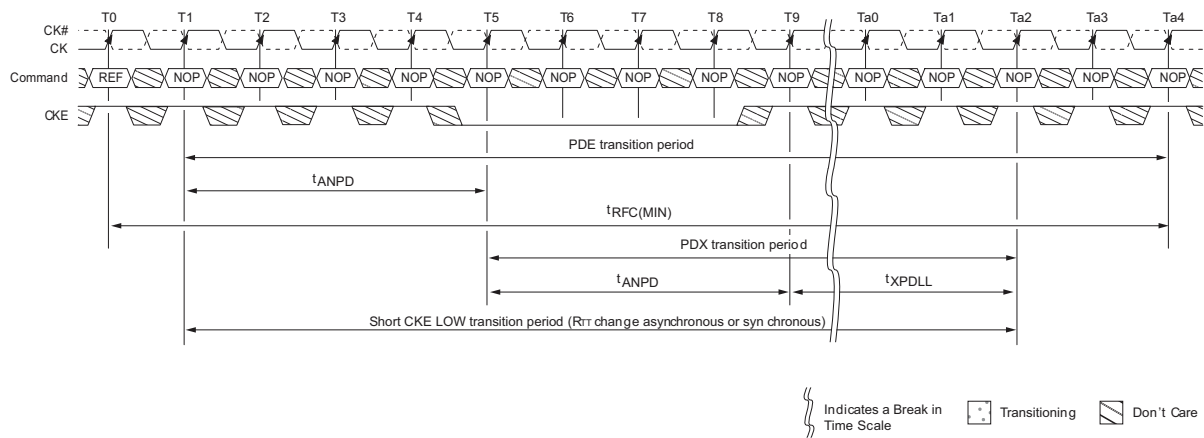 T0 T1 T2 T3 T4 T5 T6 T7 T8 T9 Ta0 Ta1 Ta2 Ta3 Ta4
CK#
CK
Command REF NOP NOP NOP NOP NOP NOP NOP NOP NOP NOP NOP NOP NOP NOP
CKE
PDE transition period
tANPD
tRFC(MIN)
PDX transition period
tANPD tXPDLL
Short CKE LOW transition period (RTT change asynchronous or syn chronous)
Indicates a Break in
Time Scale
Transitioning
Don't Care